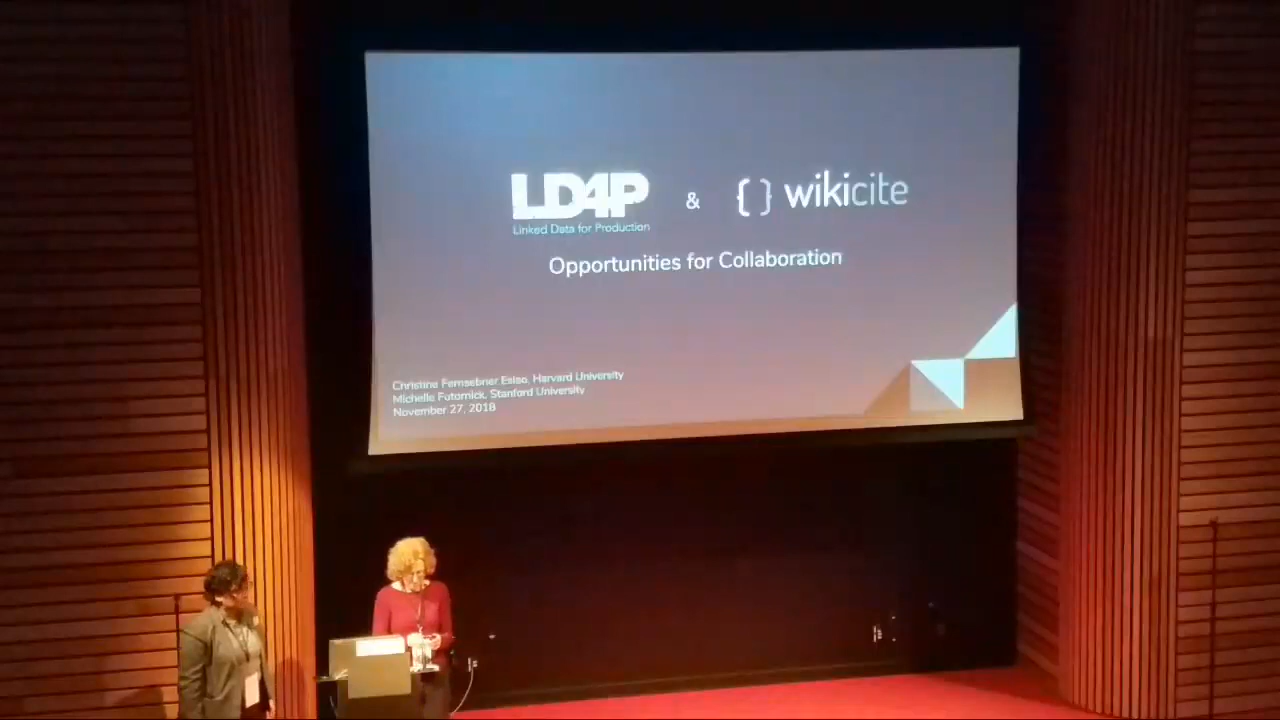 LD4P & { } wikicite
Linked Data for Production
Opportunities for Collaboration
Christine Fernsebner Eslao, Harvard University
Michelle Futornick, Stanford University
November 27, 2018